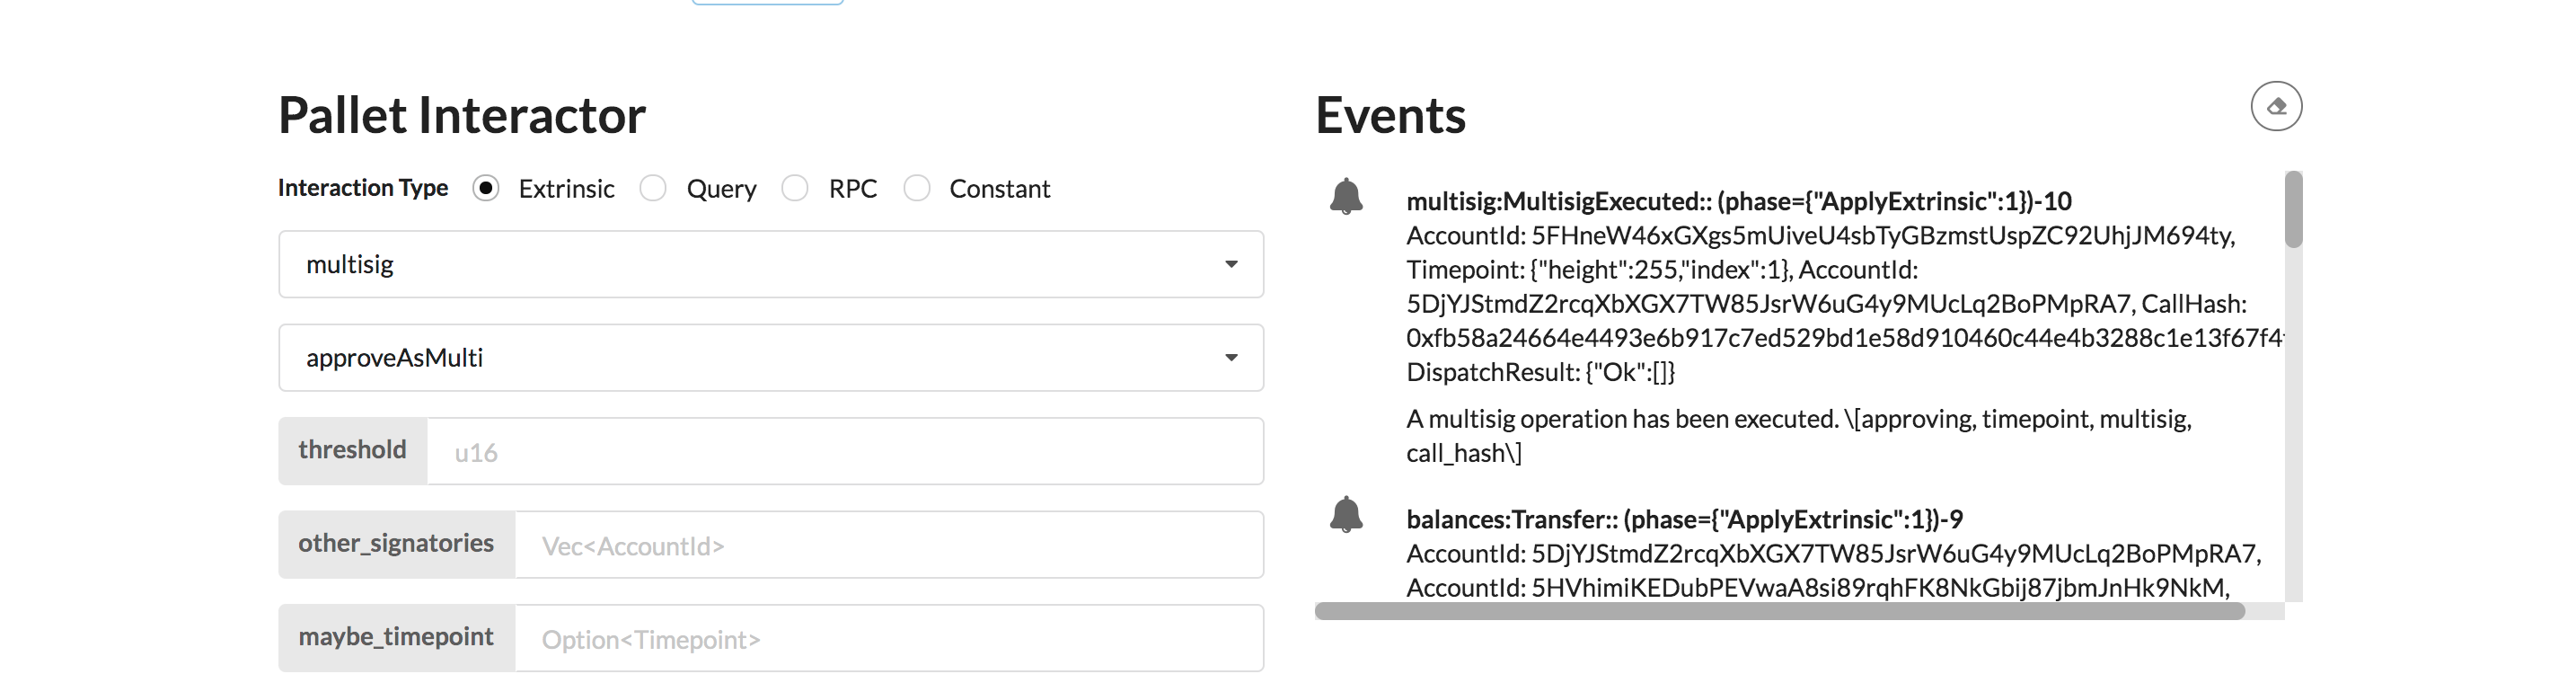 Pallet Interactor
Interaction Type Extrinsic Query RPC Constant
multisig
approveAsMulti
threshold u16
other_signatories Vec<AccountId>
maybe_timepoint Option<Timepoint>
Events
multisig:MultisigExecuted:: (phase={"ApplyExtrinsic":1})-10
AccountId: 5FHneW46xGXgs5mUiveU4sbTyGBzmstUspZC92UhjJM694ty,
Timepoint: {"height":255,"index":1}, AccountId:
5DjYJStmdZ2rcqXbXGX7TW85JsrW6uG4y9MUcLq2BoPMpRA7, CallHash:
0xfb58a24664e4493e6b917c7ed529bd1e58d910460c44e4b3288c1e13f67f4
DispatchResult: {"Ok":[]}
A multisig operation has been executed. \[approving, timepoint, multisig,
call_hash\]
balances:Transfer:: (phase={"ApplyExtrinsic":1})-9
AccountId: 5DjYJStmdZ2rcqXbXGX7TW85JsrW6uG4y9MUcLq2BoPMpRA7,
AccountId: 5HVhimiKEDubPEVwaA8si89rqhFK8NkGbij87jbmJnHk9NkM,